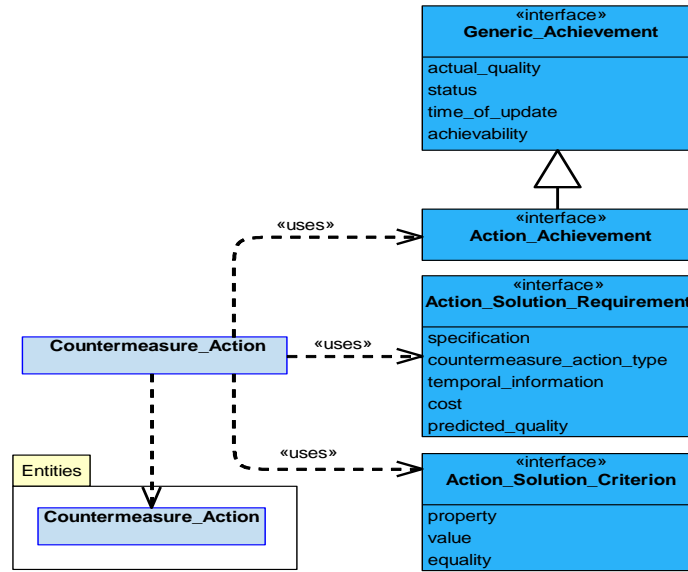 «interface»
Generic_Achievement
actual_quality
status
time_of_update
achievability
«uses»
«interface»
Action_Achievement
«interface»
Action_Solution_Requirement
specification
countermeasure_action_type
temporal_information
cost
predicted_quality
Countermeasure_Action
«uses»
«uses»
«interface»
Action_Solution_Criterion
property
value
equality
Entities
Countermeasure_Action